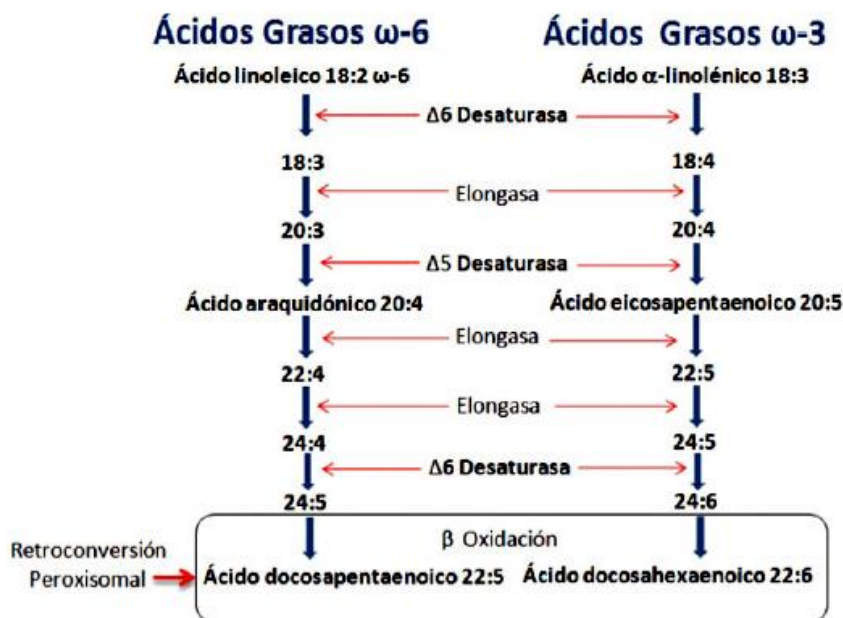 Ácidos Grasos ω-6
Ácidos Grasos ω-3
Ácido linoleico 18:2 ω-6
Ácido α-linolénico 18:3
Δ6 Desaturasa
18:3
18:4
Elongasa
20:3
20:4
Δ5 Desaturasa
Ácido araquidónico 20:4
Ácido eicosapentaenoico 20:5
Elongasa
22:4
22:5
Elongasa
24:4
24:5
Δ6 Desaturasa
24:5
24:6
β Oxidación
Retroconversión
Peroxisomal
Ácido docosapentaenoico 22:5
Ácido docosahexaenoico 22:6